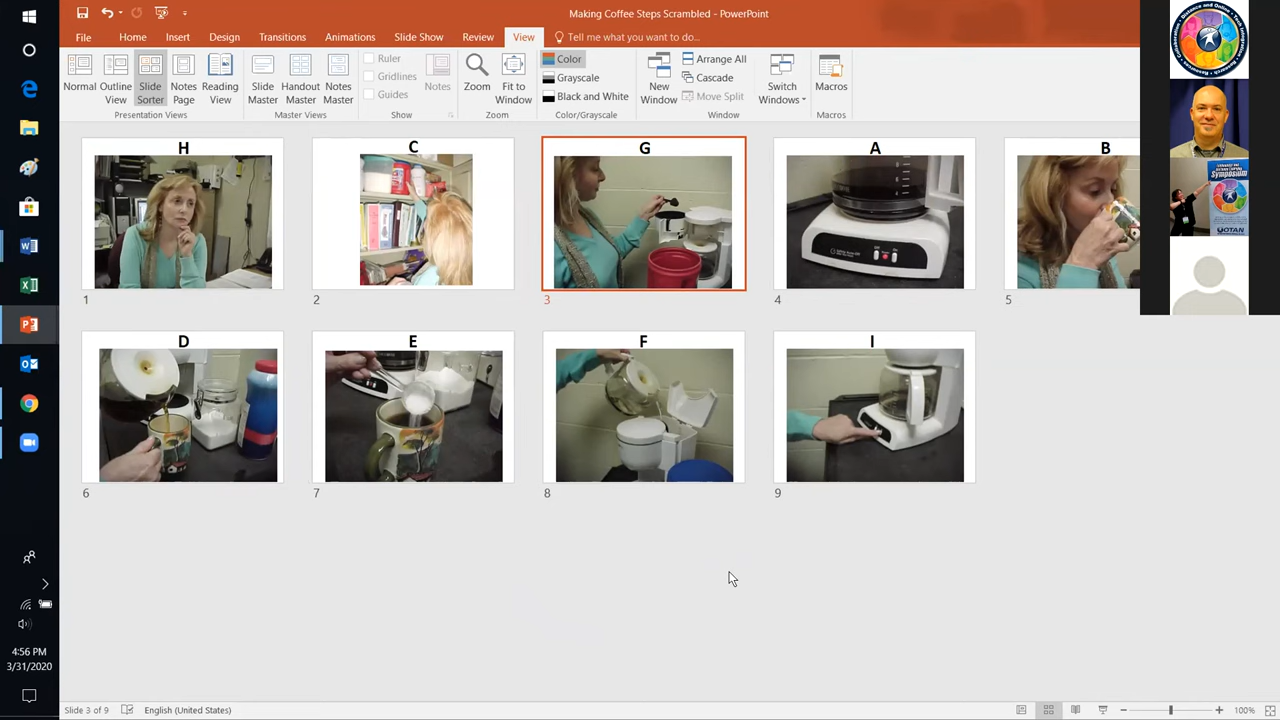 Making Coffee Steps Scrambled - PowerPoint
File Home Insert Design Transitions Animations Slide Show Review View Tell me what you want to do...
Normal Outline View Slide Sorter Notes Page Reading View
Presentation Views
Slide Master Handout Master Notes Master
Master Views
Ruler
Gridlines
Guides
Show
Notes
Zoom Fit to Window
Zoom
Color
Grayscale
Black and White
Color/Grayscale
New Window
Arrange All
Cascade
Move Split
Switch Windows
Window
Macros
Macros
H C G A B
1 2 3 4 5
D E F I
6 7 8 9
Symposium
OTAN
4:56 PM
3/31/2020
Slide 3 of 9 English (United States) 100%